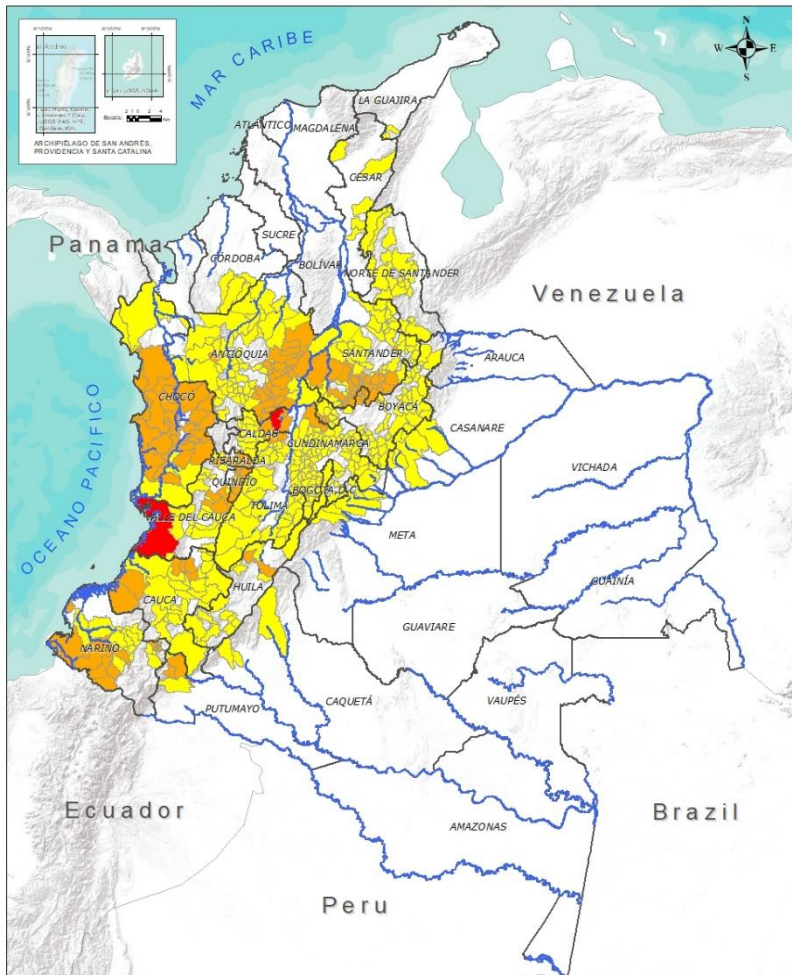 ARCHIPIÉLAGO DE SAN ANDRÉS,
PROVIDENCIA Y SANTA CATALINA
N
W
E
S
MAR CARIBE
LA GUAJIRA
ATLÁNTICO
MAGDALENA
CESAR
SUCRE
Panama
CÓRDOBA
BOLÍVAR
NORTE DE SANTANDER
Venezuela
ANTIOQUIA
SANTANDER
ARAUCA
CHOCÓ
BOYACA
CASANARE
CALDAS
CUNDINAMARCA
RISARALDA
VICHADA
OCEANO PACIFICO
QUINDIO
BOGOTÁ, D.C.
TOLIMA
VALLE DEL CAUCA
META
HUILA
GUAINÍA
CAUCA
GUAVIARE
NARIÑO
CAQUETÁ
VAUPÉS
PUTUMAYO
Ecuador
Brazil
AMAZONAS
Peru